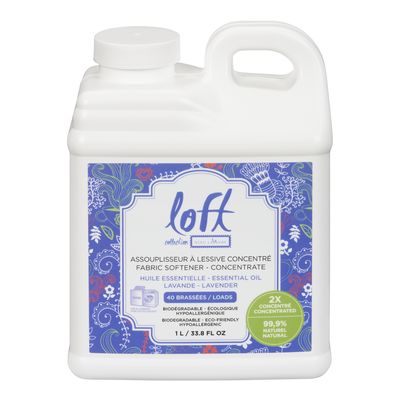 loft
collection
ASSOUPLISSEUR À LESSIVE CONCENTRÉ
FABRIC SOFTENER - CONCENTRATE
HUILE ESSENTIELLE - ESSENTIAL OIL
LAVANDE - LAVENDER
40 BRASSÉES / LOADS
BIODÉGRADABLE - ÉCOLOGIQUE
HYPOALLERGÉNIQUE
BIODEGRADABLE - ECO-FRIENDLY
HYPOALLERGENIC
1 L / 33.8 FL OZ
2X
CONCENTRÉ
CONCENTRATED
99,9%
NATUREL
NATURAL